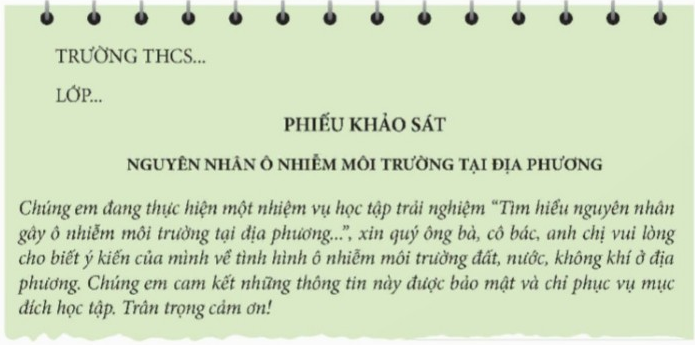 TRƯỜNG THCS...
LỚP...
PHIẾU KHẢO SÁT
NGUYÊN NHÂN Ô NHIỄM MÔI TRƯỜNG TẠI ĐỊA PHƯƠNG
Chúng em đang thực hiện một nhiệm vụ học tập trải nghiệm “Tìm hiểu nguyên nhân
gây ô nhiễm môi trường tại địa phương...”, xin quý ông bà, cô bác, anh chị vui lòng
cho biết ý kiến của mình về tình hình ô nhiễm môi trường đất, nước, không khí ở địa
phương. Chúng em cam kết những thông tin này được bảo mật và chỉ phục vụ mục
đích học tập. Trân trọng cảm ơn!